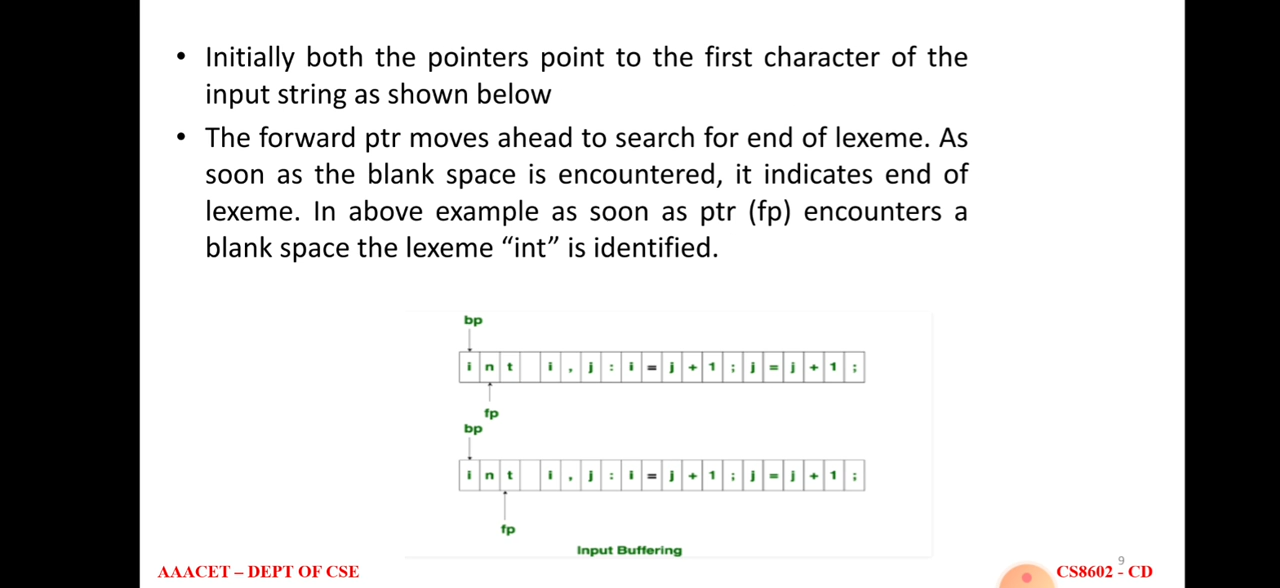 • Initially both the pointers point to the first character of the
input string as shown below
• The forward ptr moves ahead to search for end of lexeme. As
soon as the blank space is encountered, it indicates end of
lexeme. In above example as soon as ptr (fp) encounters a
blank space the lexeme “int” is identified.
bp
i n t   i , j : i = j + 1 ; j = j + 1 ;
fp
bp
i n t   i , j : i = j + 1 ; j = j + 1 ;
fp
Input Buffering
9
AAACET – DEPT OF CSE
CS8602 - CD